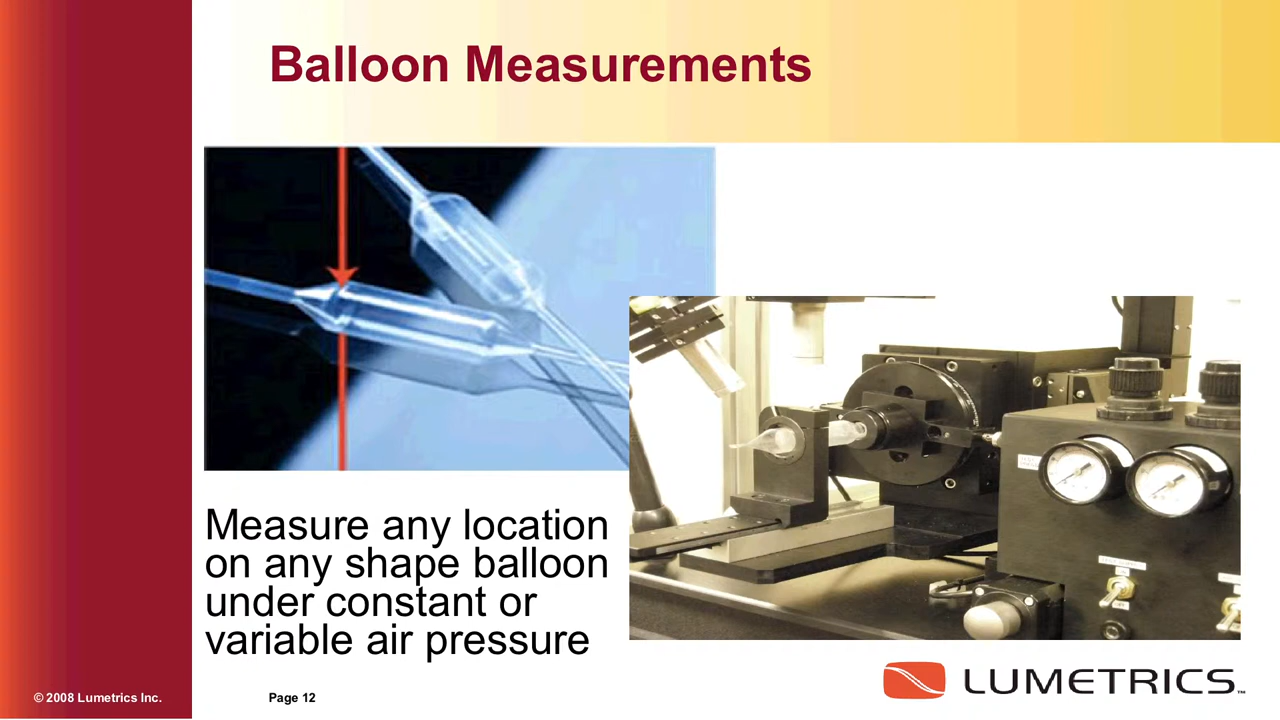 Balloon Measurements
Measure any location
on any shape balloon
under constant or
variable air pressure
© 2008 Lumetrics Inc.
Page 12
LUMETRICS™